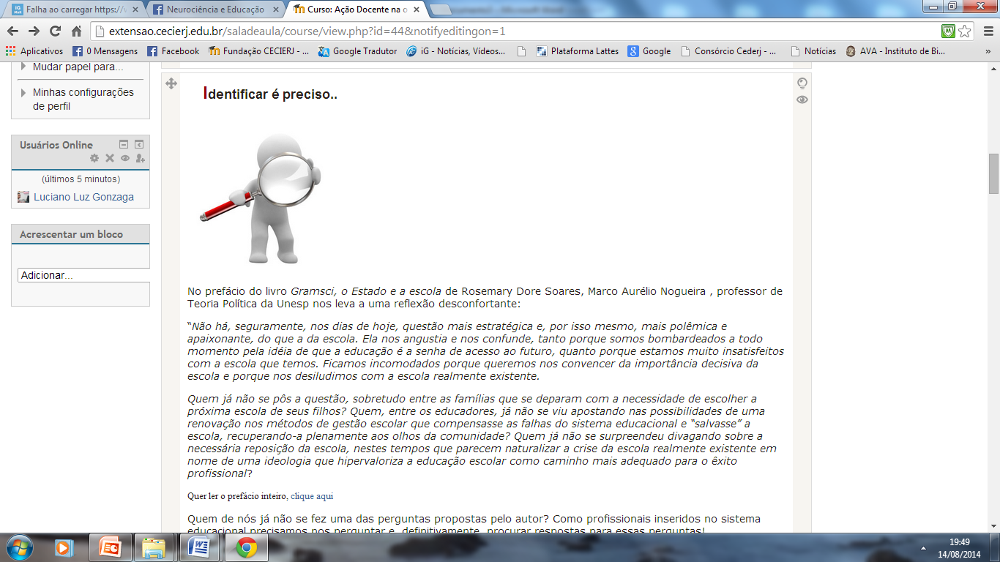 Falha ao carregar https://
Neurociência e Educação
Curso: Ação Docente na o
extensao.cecierj.edu.br/saladeaula/course/view.php?id=44&notifyeditingon=1
Aplicativos
0 Mensagens
Facebook
Fundação CECIERJ - ...
Google Tradutor
iG - Notícias, Vídeos...
Plataforma Lattes
Google
Consórcio Cederj - ...
Notícias
AVA - Instituto de Bi...
»
Mudar papel para...
Minhas configurações
de perfil
Usuários Online
(últimos 5 minutos)
Luciano Luz Gonzaga
Acrescentar um bloco
Adicionar...
Identificar é preciso..
No prefácio do livro Gramsci, o Estado e a escola de Rosemary Dore Soares, Marco Aurélio Nogueira , professor de
Teoria Política da Unesp nos leva a uma reflexão desconfortante:
“Não há, seguramente, nos dias de hoje, questão mais estratégica e, por isso mesmo, mais polêmica e
apaixonante, do que a da escola. Ela nos angustia e nos confunde, tanto porque somos bombardeados a todo
momento pela idéia de que a educação é a senha de acesso ao futuro, quanto porque estamos muito insatisfeitos
com a escola que temos. Ficamos incomodados porque queremos nos convencer da importância decisiva da
escola e porque nos desiludimos com a escola realmente existente.
Quem já não se pôs a questão, sobretudo entre as famílias que se deparam com a necessidade de escolher a
próxima escola de seus filhos? Quem, entre os educadores, já não se viu apostando nas possibilidades de uma
renovação nos métodos de gestão escolar que compensasse as falhas do sistema educacional e “salvasse” a
escola, recuperando-a plenamente aos olhos da comunidade? Quem já não se surpreendeu divagando sobre a
necessária reposição da escola, nestes tempos que parecem naturalizar a crise da escola realmente existente em
nome de uma ideologia que hipervaloriza a educação escolar como caminho mais adequado para o êxito
profissional?
Quer ler o prefácio inteiro, clique aqui
Quem de nós já não se fez uma das perguntas propostas pelo autor? Como profissionais inseridos no sistema
educacional precisamos nos perguntar e, definitivamente, procurar respostas para essas perguntas!
19:49
14/08/2014